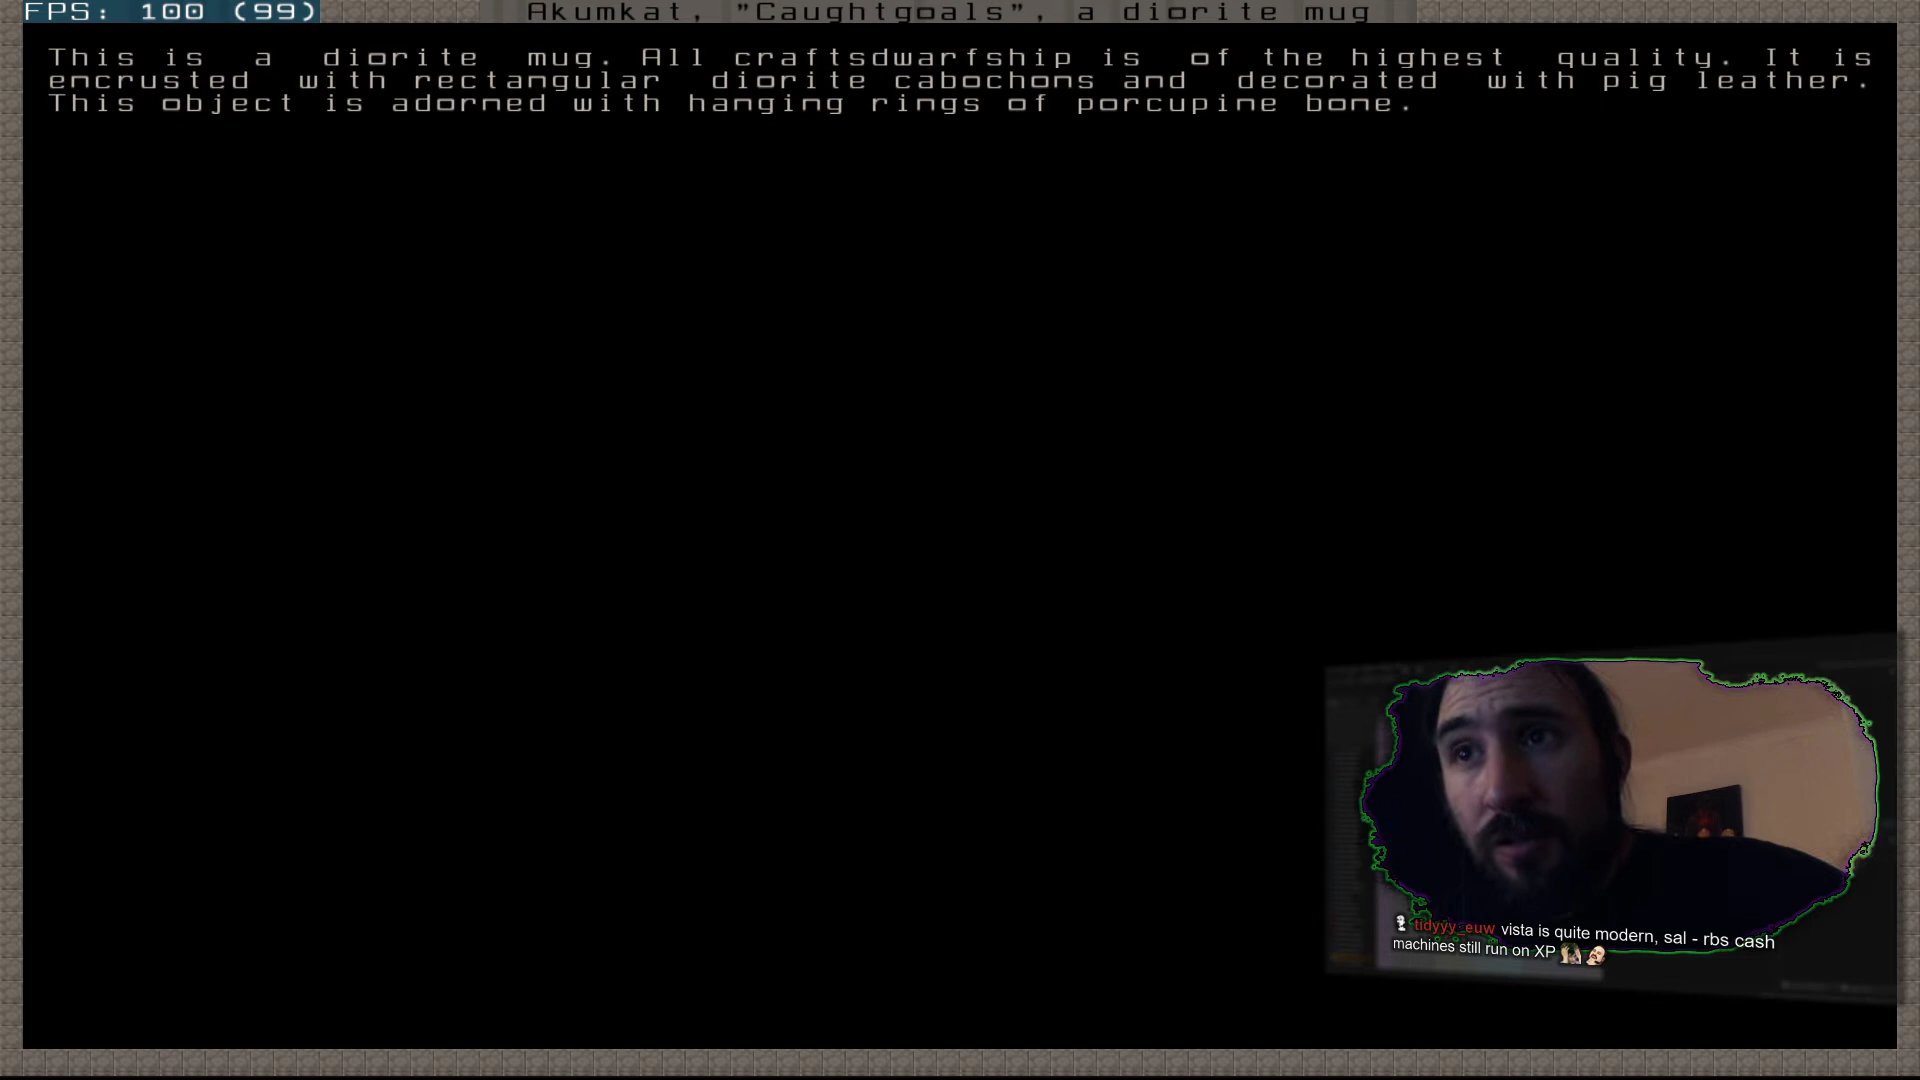 FPS: 100 (99)
Akumkat, "Caughtgoals", a diorite mug
This is a diorite mug. All craftsdwarfship is of the highest quality. It is
encrusted with rectangular diorite cabochons and decorated with pig leather.
This object is adorned with hanging rings of porcupine bone.
tidyyy_euw vista is quite modern, sal - rbs cash
machines still run on XP